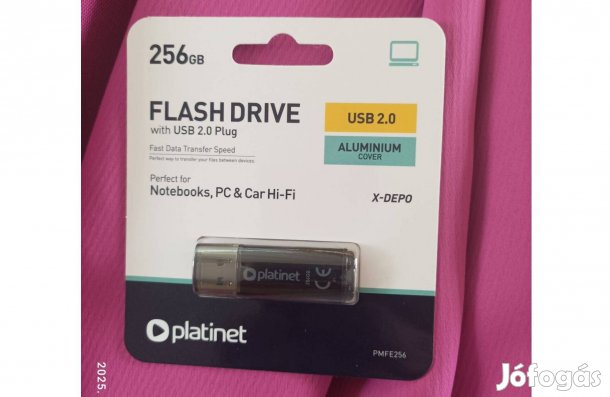 256GB
FLASH DRIVE
with USB 2.0 Plug
Fast Data Transfer Speed
Perfect way to transfer your files between devices.
USB 2.0
ALUMINIUM
COVER
Perfect for
Notebooks, PC & Car Hi-Fi
X-DEPO
platinet
CE
platinet
PMFE256
2025.
Jófogás